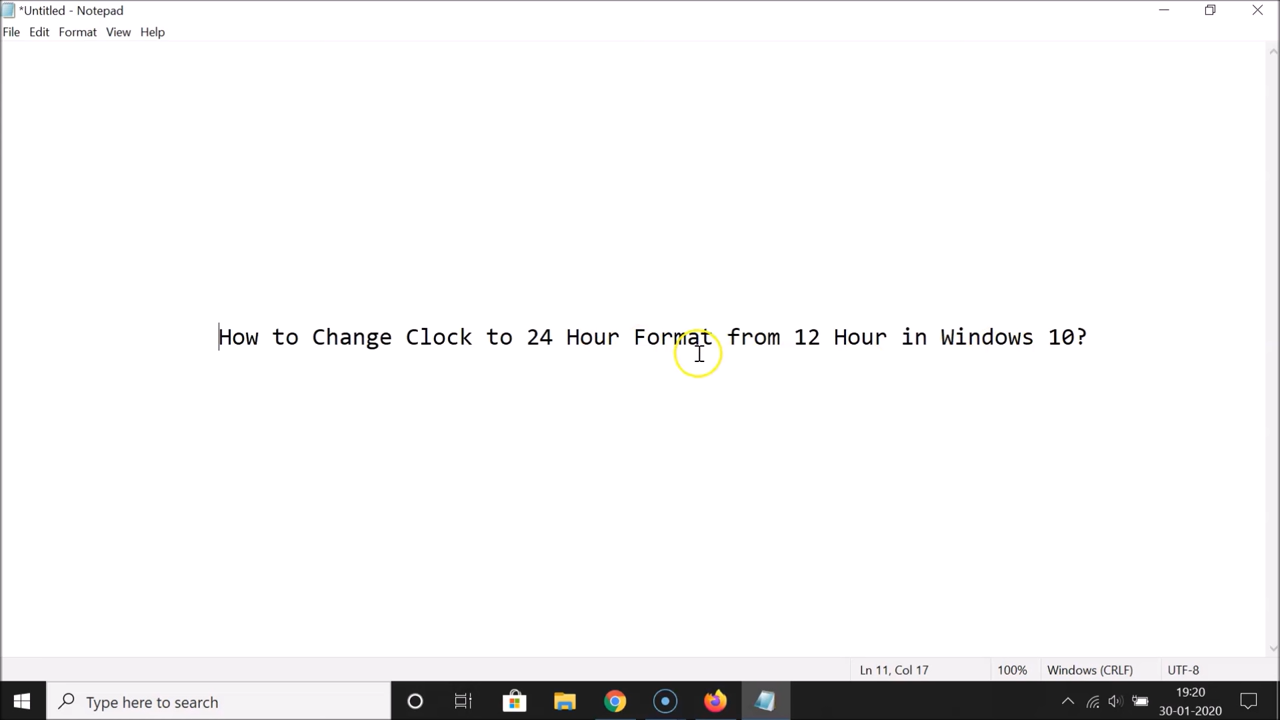 *Untitled - Notepad
File Edit Format View Help
How to Change Clock to 24 Hour Format from 12 Hour in Windows 10?
Ln 11, Col 17 100% Windows (CRLF) UTF-8
Type here to search
19:20
30-01-2020